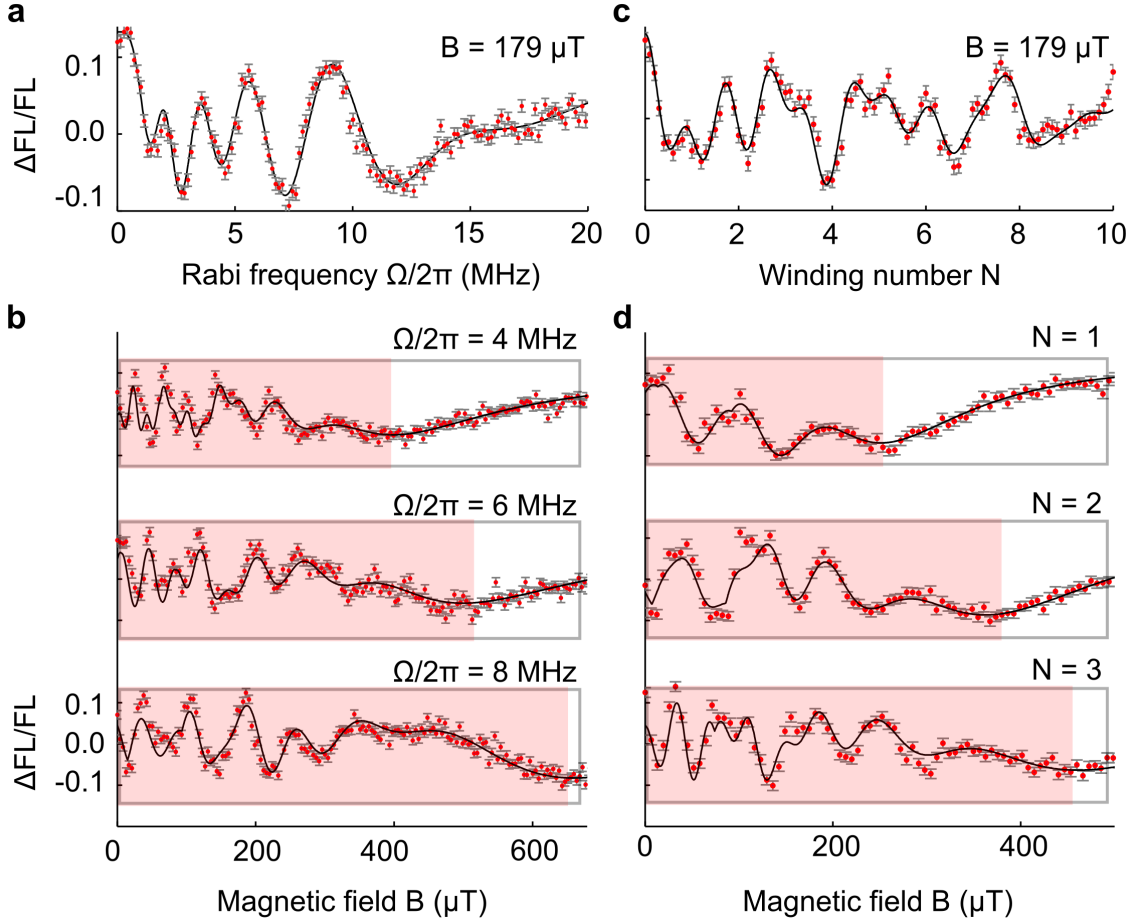 a
B = 179 μT
ΔFL/FL
0.1
0.0
-0.1
0 5 10 15 20
Rabi frequency Ω/2π (MHz)
c
B = 179 μT
0 2 4 6 8 10
Winding number N
b
Ω/2π = 4 MHz
Ω/2π = 6 MHz
Ω/2π = 8 MHz
ΔFL/FL
0.1
0.0
-0.1
0 200 400 600
Magnetic field B (μT)
d
N = 1
N = 2
N = 3
0 200 400
Magnetic field B (μT)